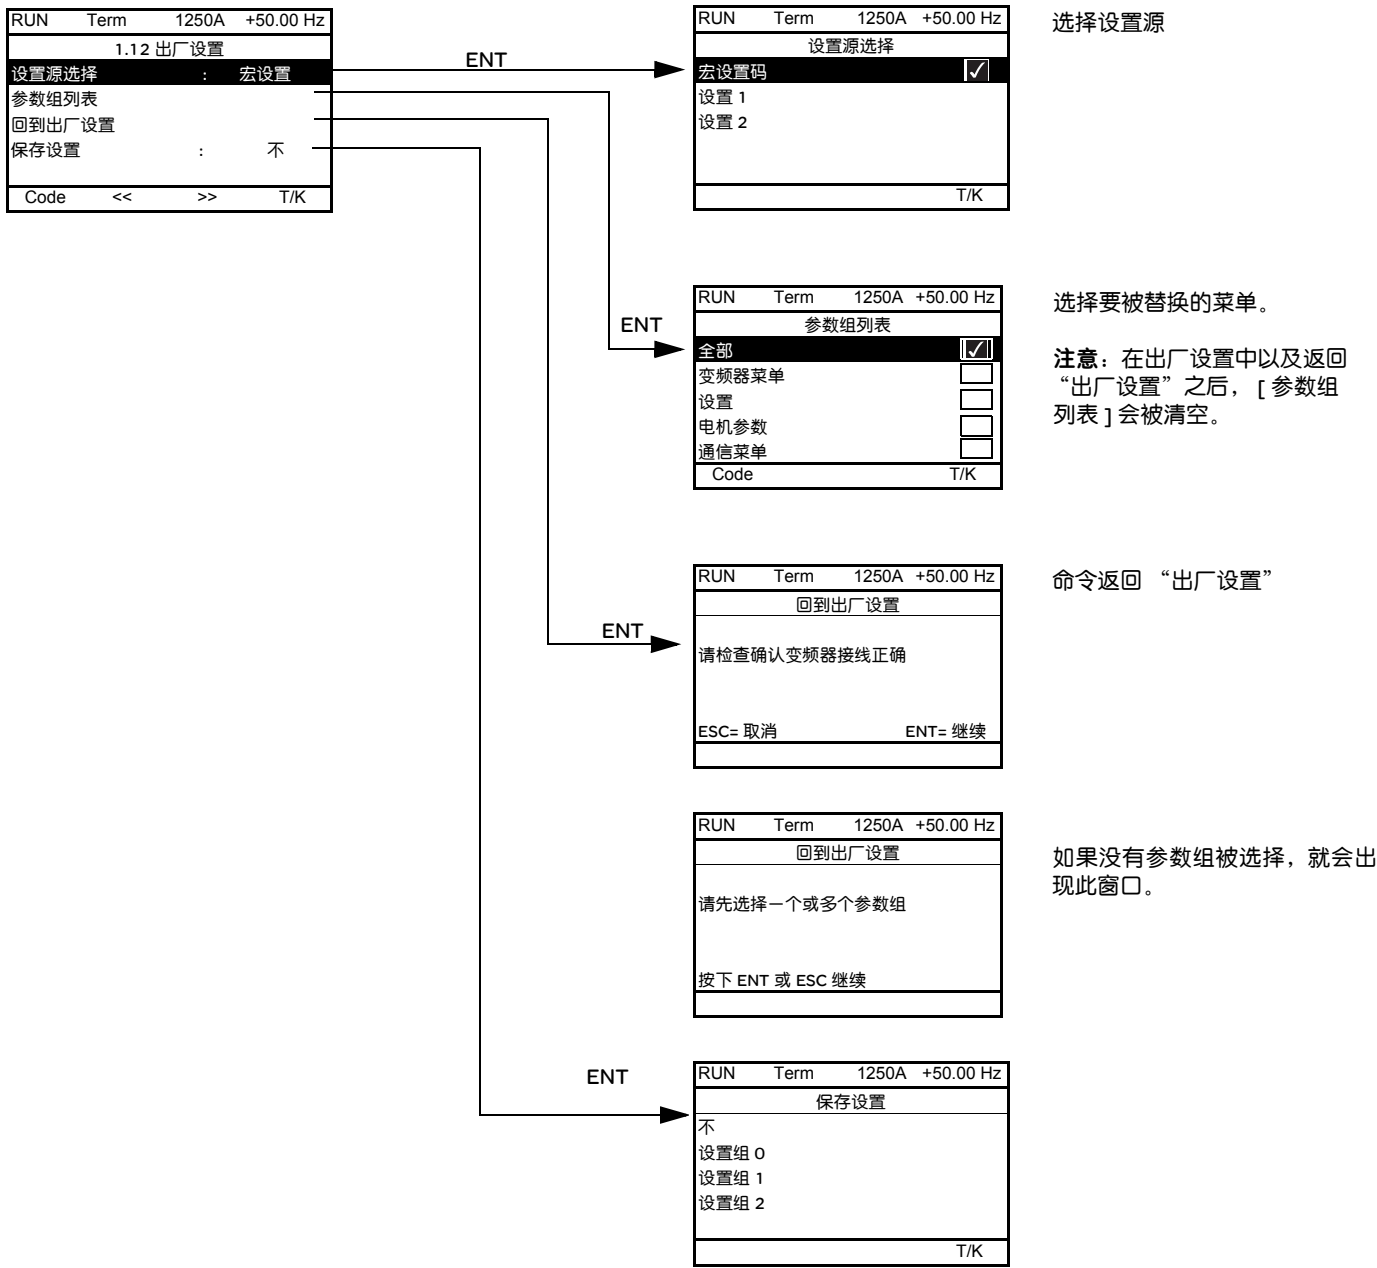 RUN Term 1250A +50.00 Hz
1.12 出厂设置
设置源选择 : 宏设置
参数组列表
回到出厂设置
保存设置 : 不
Code << >> T/K
ENT
RUN Term 1250A +50.00 Hz
设置源选择
宏设置码
设置 1
设置 2
T/K
选择设置源
ENT
RUN Term 1250A +50.00 Hz
参数组列表
全部
变频器菜单
设置
电机参数
通信菜单
Code T/K
选择要被替换的菜单。
注意：在出厂设置中以及返回
“出厂设置”之后，[ 参数组
列表 ] 会被清空。
ENT
RUN Term 1250A +50.00 Hz
回到出厂设置
请检查确认变频器接线正确
ESC= 取消 ENT= 继续
命令返回 “出厂设置”
RUN Term 1250A +50.00 Hz
回到出厂设置
请先选择一个或多个参数组
按下 ENT 或 ESC 继续
如果没有参数组被选择，就会出
现此窗口。
ENT
RUN Term 1250A +50.00 Hz
保存设置
不
设置组 0
设置组 1
设置组 2
T/K